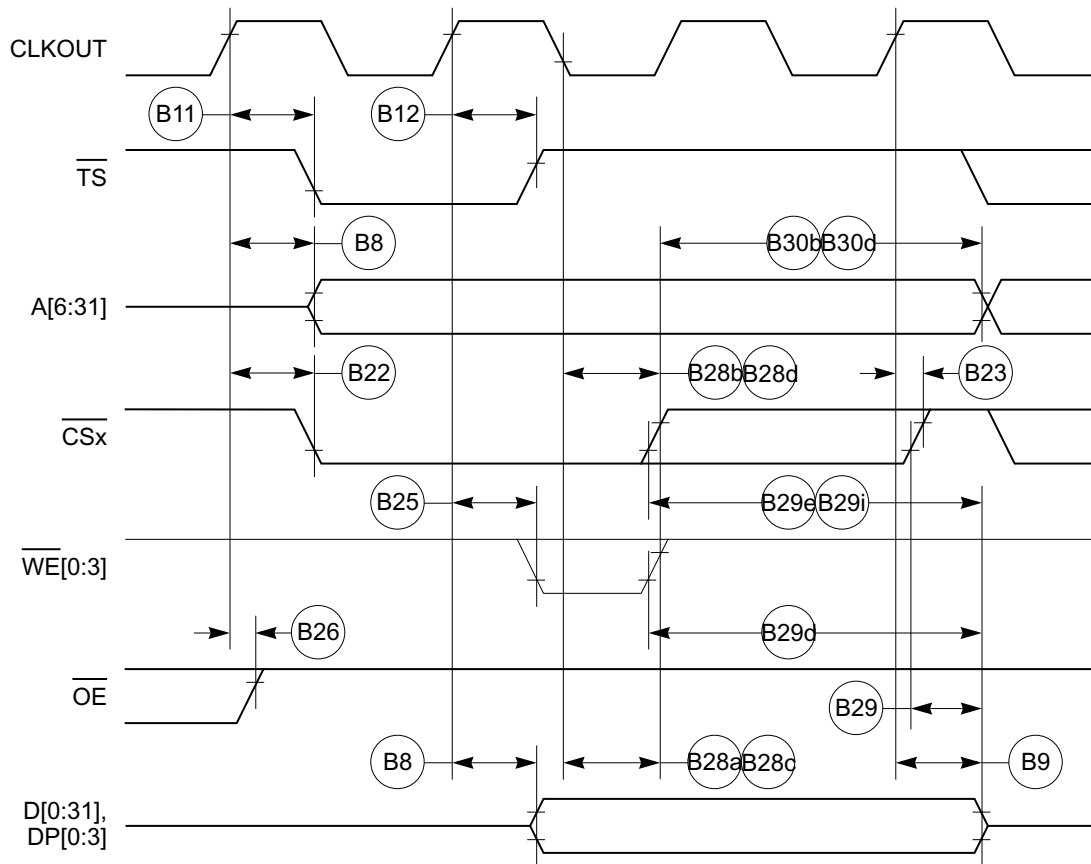 CLKOUT
B11
B12
TS
B8
B30b B30d
A[6:31]
B22
B28b B28d
B23
CSx
B25
B29e B29i
WE[0:3]
B26
B29d
OE
B29
B8
B28a B28c
B9
D[0:31],
DP[0:3]